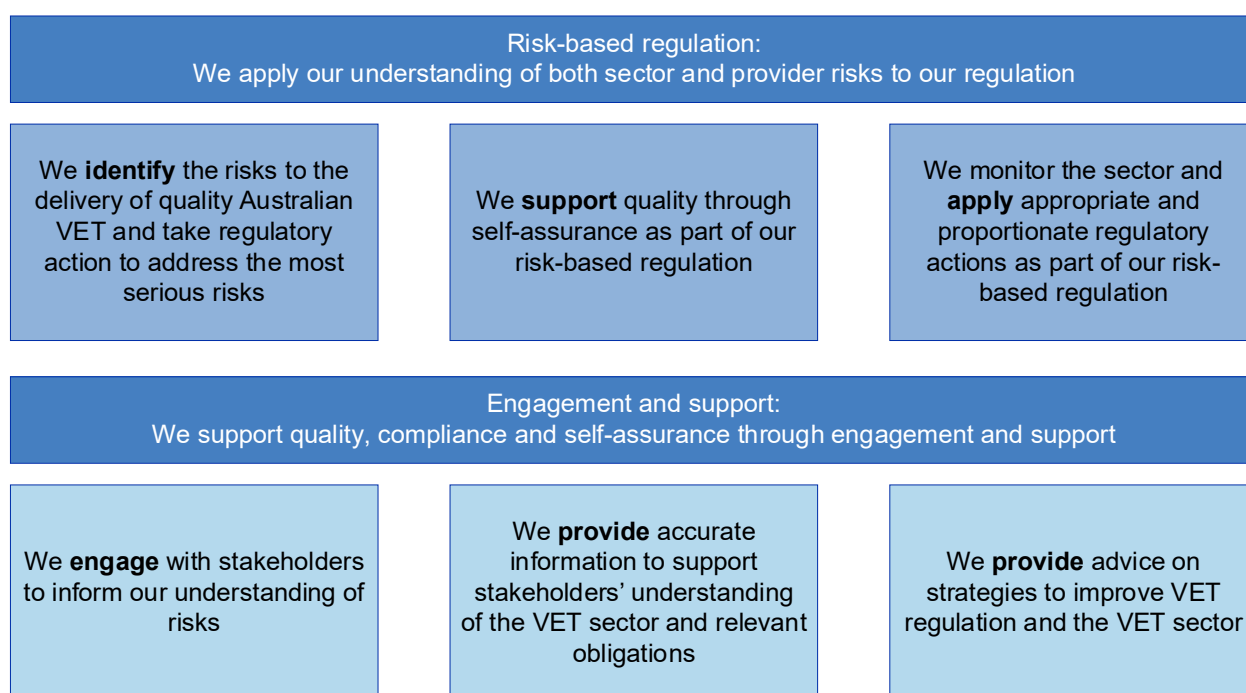 Risk-based regulation:
We apply our understanding of both sector and provider risks to our regulation
We identify the risks to the
delivery of quality Australian
VET and take regulatory
action to address the most
serious risks
We support quality through
self-assurance as part of our
risk-based regulation
We monitor the sector and
apply appropriate and
proportionate regulatory
actions as part of our risk-
based regulation
Engagement and support:
We support quality, compliance and self-assurance through engagement and support
We engage with stakeholders
to inform our understanding of
risks
We provide accurate
information to support
stakeholders’ understanding
of the VET sector and relevant
obligations
We provide advice on
strategies to improve VET
regulation and the VET sector